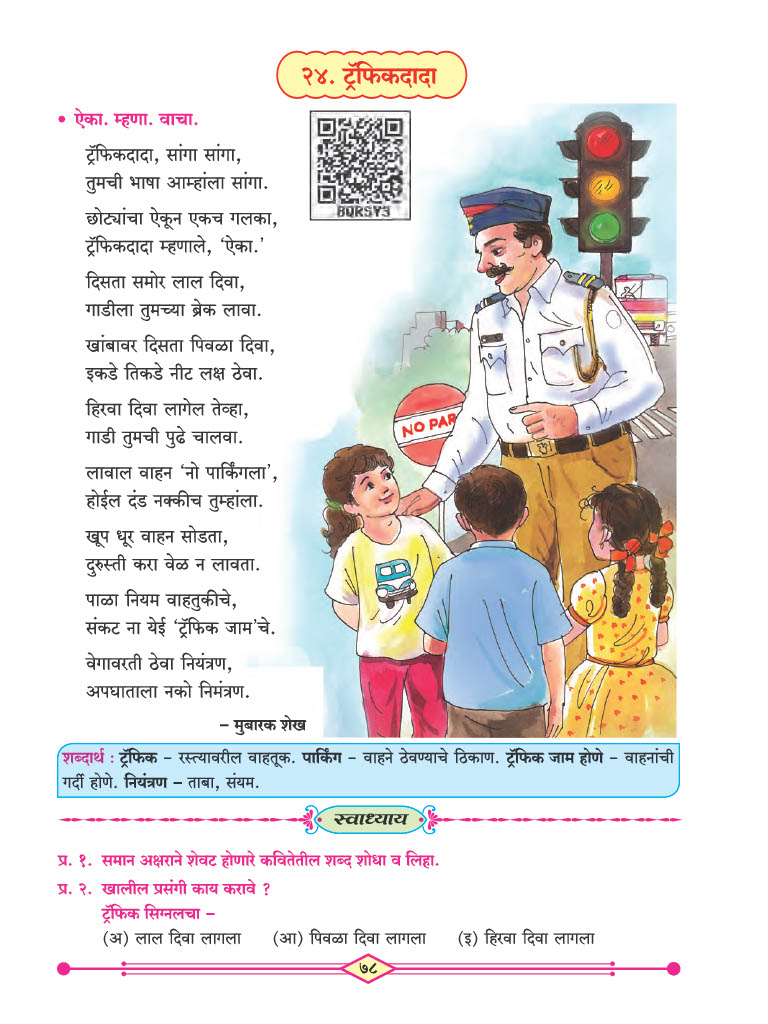 २४. ट्रॅफिकदादा
• ऐका. म्हणा. वाचा.
ट्रॅफिकदादा, सांगा सांगा,
तुमची भाषा आम्हांला सांगा.
छोट्यांचा ऐकून एकच गलका,
ट्रॅफिकदादा म्हणाले, ‘ऐका.’
दिसता समोर लाल दिवा,
गाडीला तुमच्या ब्रेक लावा.
खांबावर दिसता पिवळा दिवा,
इकडे तिकडे नीट लक्ष ठेवा.
हिरवा दिवा लागेल तेव्हा,
गाडी तुमची पुढे चालवा.
लावाल वाहन ‘नो पार्किंगला’,
होईल दंड नक्कीच तुम्हांला.
खूप धूर वाहन सोडता,
दुरुस्ती करा वेळ न लावता.
पाळा नियम वाहतुकीचे,
संकट ना येई ‘ट्रॅफिक जाम’चे.
वेगावरती ठेवा नियंत्रण,
अपघाताला नको निमंत्रण.
– मुबारक शेख
BQRSY3
NO PAR
शब्दार्थ : ट्रॅफिक – रस्त्यावरील वाहतूक. पार्किंग – वाहने ठेवण्याचे ठिकाण. ट्रॅफिक जाम होणे – वाहनांची
गर्दी होणे. नियंत्रण – ताबा, संयम.
स्वाध्याय
प्र. १. समान अक्षराने शेवट होणारे कवितेतील शब्द शोधा व लिहा.
प्र. २. खालील प्रसंगी काय करावे ?
ट्रॅफिक सिग्नलचा –
(अ) लाल दिवा लागला (आ) पिवळा दिवा लागला (इ) हिरवा दिवा लागला
७८